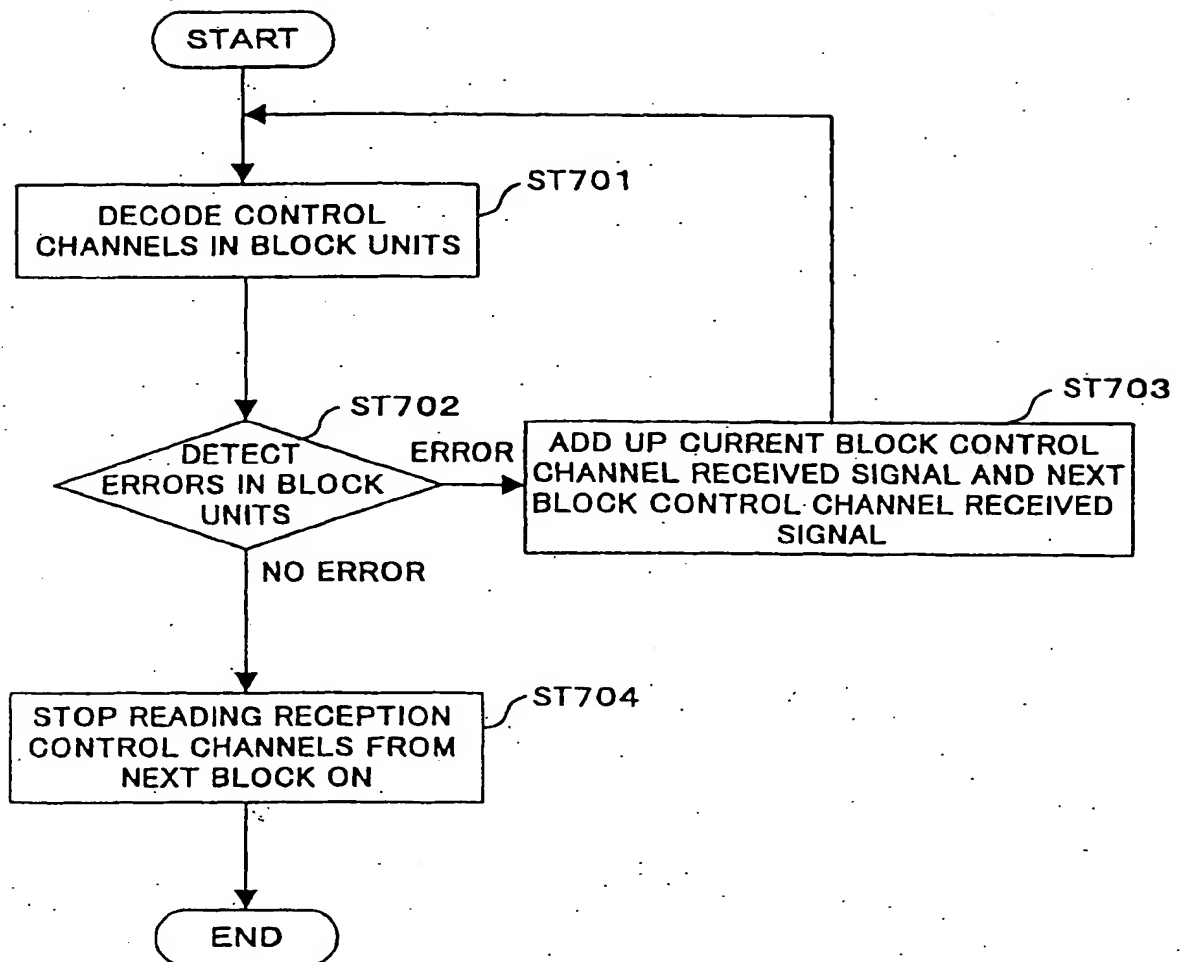 START
ST701
DECODE CONTROL
CHANNELS IN BLOCK UNITS
ST702
DETECT
ERRORS IN BLOCK
UNITS
ERROR
ST703
ADD UP CURRENT BLOCK CONTROL
CHANNEL RECEIVED SIGNAL AND NEXT
BLOCK CONTROL CHANNEL RECEIVED
SIGNAL
NO ERROR
ST704
STOP READING RECEPTION
CONTROL CHANNELS FROM
NEXT BLOCK ON
END